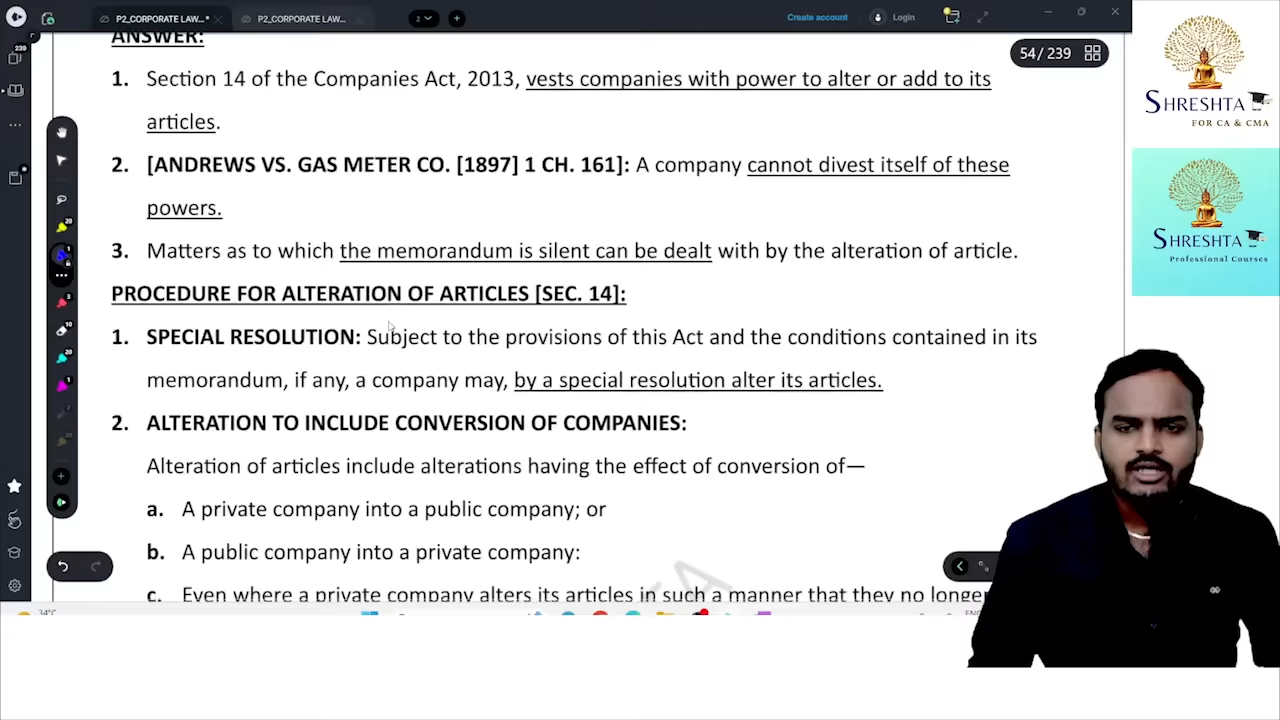 P2_CORPORATE LAW...*
P2_CORPORATE LAW...
2
Create account
Login
239
54/239
ANSWER:
1. Section 14 of the Companies Act, 2013, vests companies with power to alter or add to its
articles.
2. [ANDREWS VS. GAS METER CO. [1897] 1 CH. 161]: A company cannot divest itself of these
powers.
3. Matters as to which the memorandum is silent can be dealt with by the alteration of article.
PROCEDURE FOR ALTERATION OF ARTICLES [SEC. 14]:
1. SPECIAL RESOLUTION: Subject to the provisions of this Act and the conditions contained in its
memorandum, if any, a company may, by a special resolution alter its articles.
2. ALTERATION TO INCLUDE CONVERSION OF COMPANIES:
Alteration of articles include alterations having the effect of conversion of—
a. A private company into a public company; or
b. A public company into a private company:
c. Even where a private company alters its articles in such a manner that they no longer
34°C
SHRESHTA
FOR CA & CMA
SHRESHTA
Professional Courses